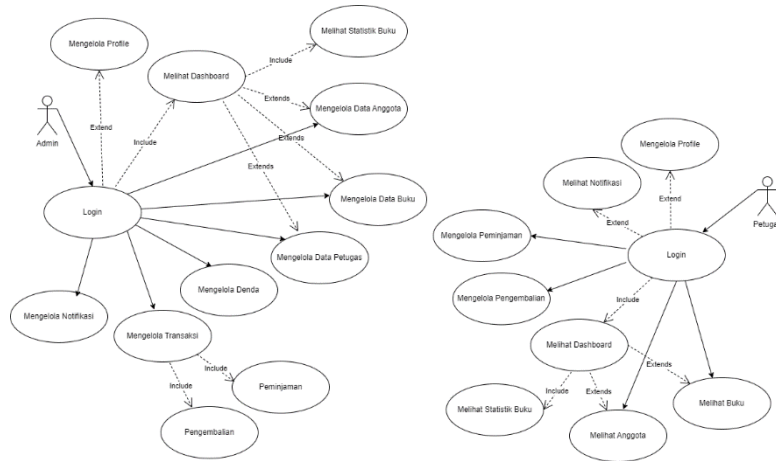 Melihat Statistik Buku
Mengelola Profile
Melihat Dashboard
Include
Extends
Mengelola Data Anggota
Admin
Extend
Include
Extends
Extends
Mengelola Data Buku
Login
Mengelola Data Petugas
Mengelola Denda
Mengelola Notifikasi
Mengelola Transaksi
Include
Include
Peminjaman
Pengembalian
Mengelola Profile
Melihat Notifikasi
Extend
Extend
Petugas
Mengelola Peminjaman
Login
Mengelola Pengembalian
Include
Melihat Dashboard
Extends
Include
Extends
Melihat Buku
Melihat Statistik Buku
Melihat Anggota